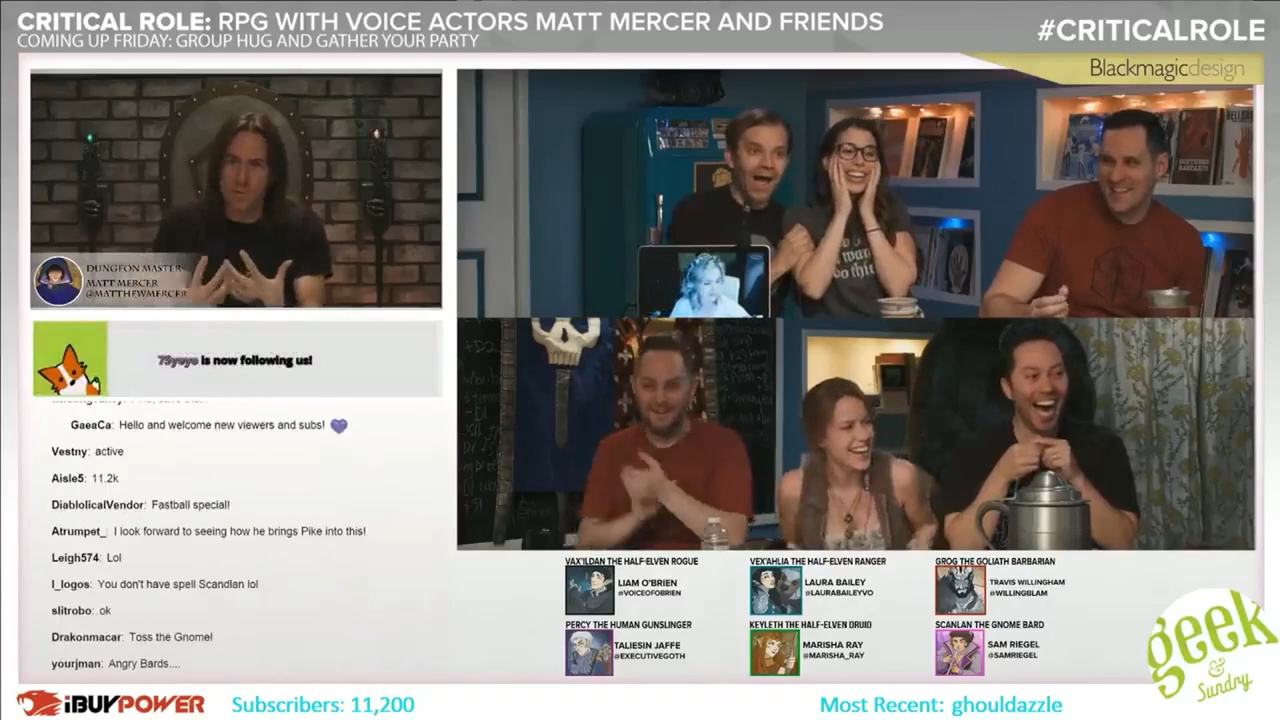 CRITICAL ROLE: RPG WITH VOICE ACTORS MATT MERCER AND FRIENDS
COMING UP FRIDAY: GROUP HUG AND GATHER YOUR PARTY
#CRITICALROLE
Blackmagicdesign
DUNGEON MASTER
MATT MERCER
@MATTHEWMERCER
75yoyo is now following us!
GaeaCa: Hello and welcome new viewers and subs!
Vestny: active
Aisle5: 11.2k
DiablolicalVendor: Fastball special!
Atrumpet_: I look forward to seeing how he brings Pike into this!
Leigh574: Lol
l_logos: You don't have spell Scandlan lol
slitrobo: ok
Drakonmacar: Toss the Gnome!
yourjman: Angry Bards....
VAX'ILDAN THE HALF-ELVEN ROGUE
LIAM O'BRIEN
@VOICEOFOBRIEN
VEX'AHLIA THE HALF-ELVEN RANGER
LAURA BAILEY
@LAURABAILEYVO
GROG THE GOLIATH BARBARIAN
TRAVIS WILLINGHAM
@WILLINGBLAM
PERCY THE HUMAN GUNSLINGER
TALIESIN JAFFE
@EXECUTIVEGOTH
KEYLETH THE HALF-ELVEN DRUID
MARISHA RAY
@MARISHA_RAY
SCANLAN THE GNOME BARD
SAM RIEGEL
@SAMRIEGEL
geek
&
Sundry
iBUYPOWER
Subscribers: 11,200
Most Recent: ghouldazzle